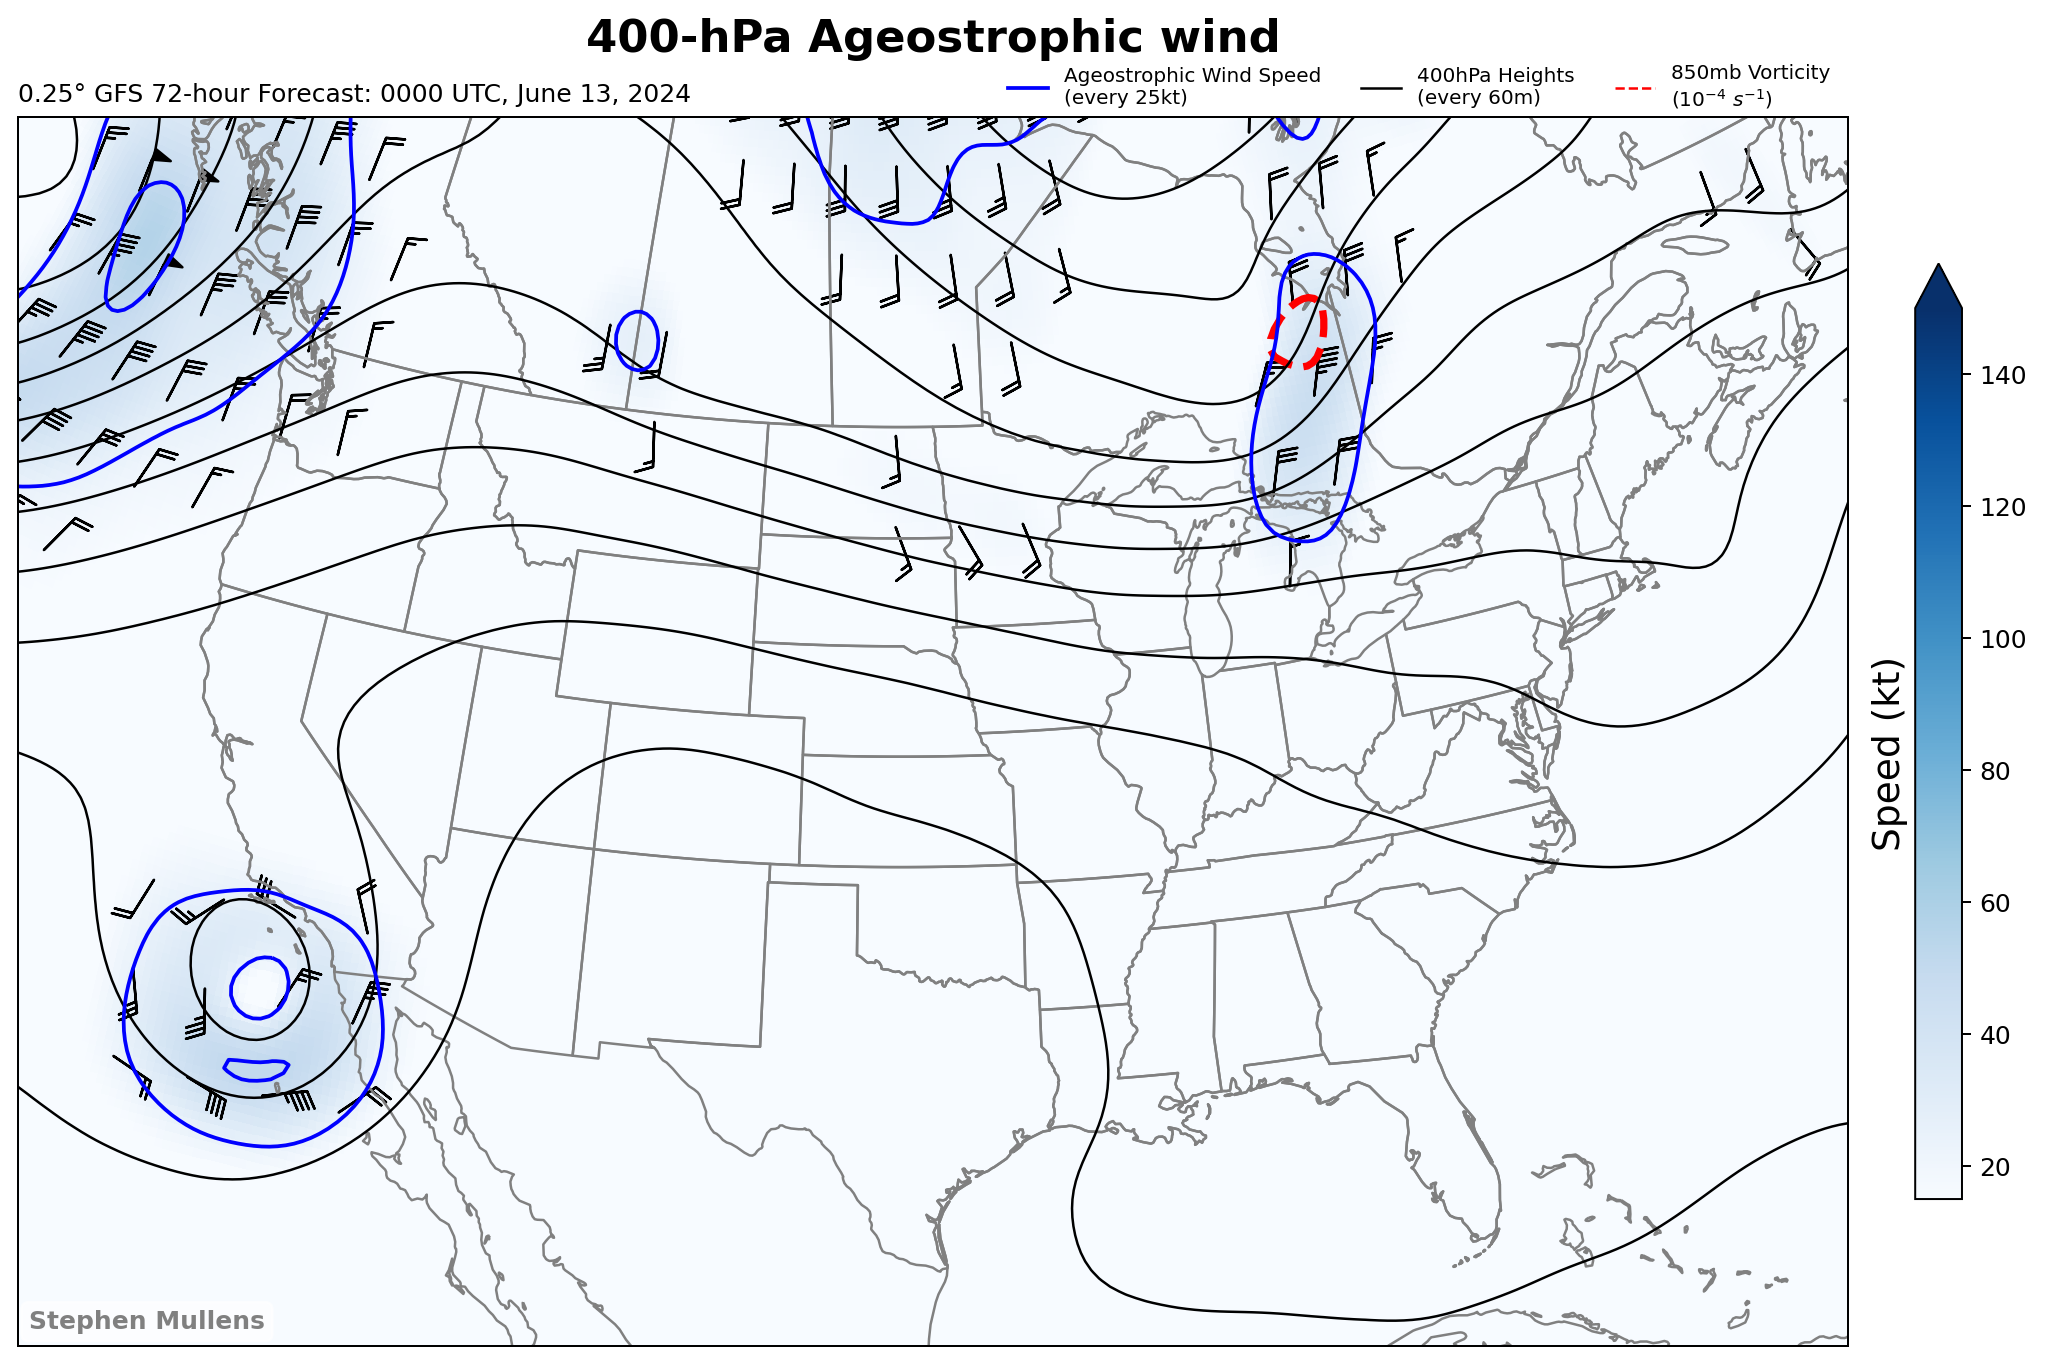 400-hPa Ageostrophic wind
0.25° GFS 72-hour Forecast: 0000 UTC, June 13, 2024
Ageostrophic Wind Speed
(every 25kt)
400hPa Heights
(every 60m)
850mb Vorticity
(10⁻⁴ s⁻¹)
140
120
100
80
60
40
20
Speed (kt)
Stephen Mullens